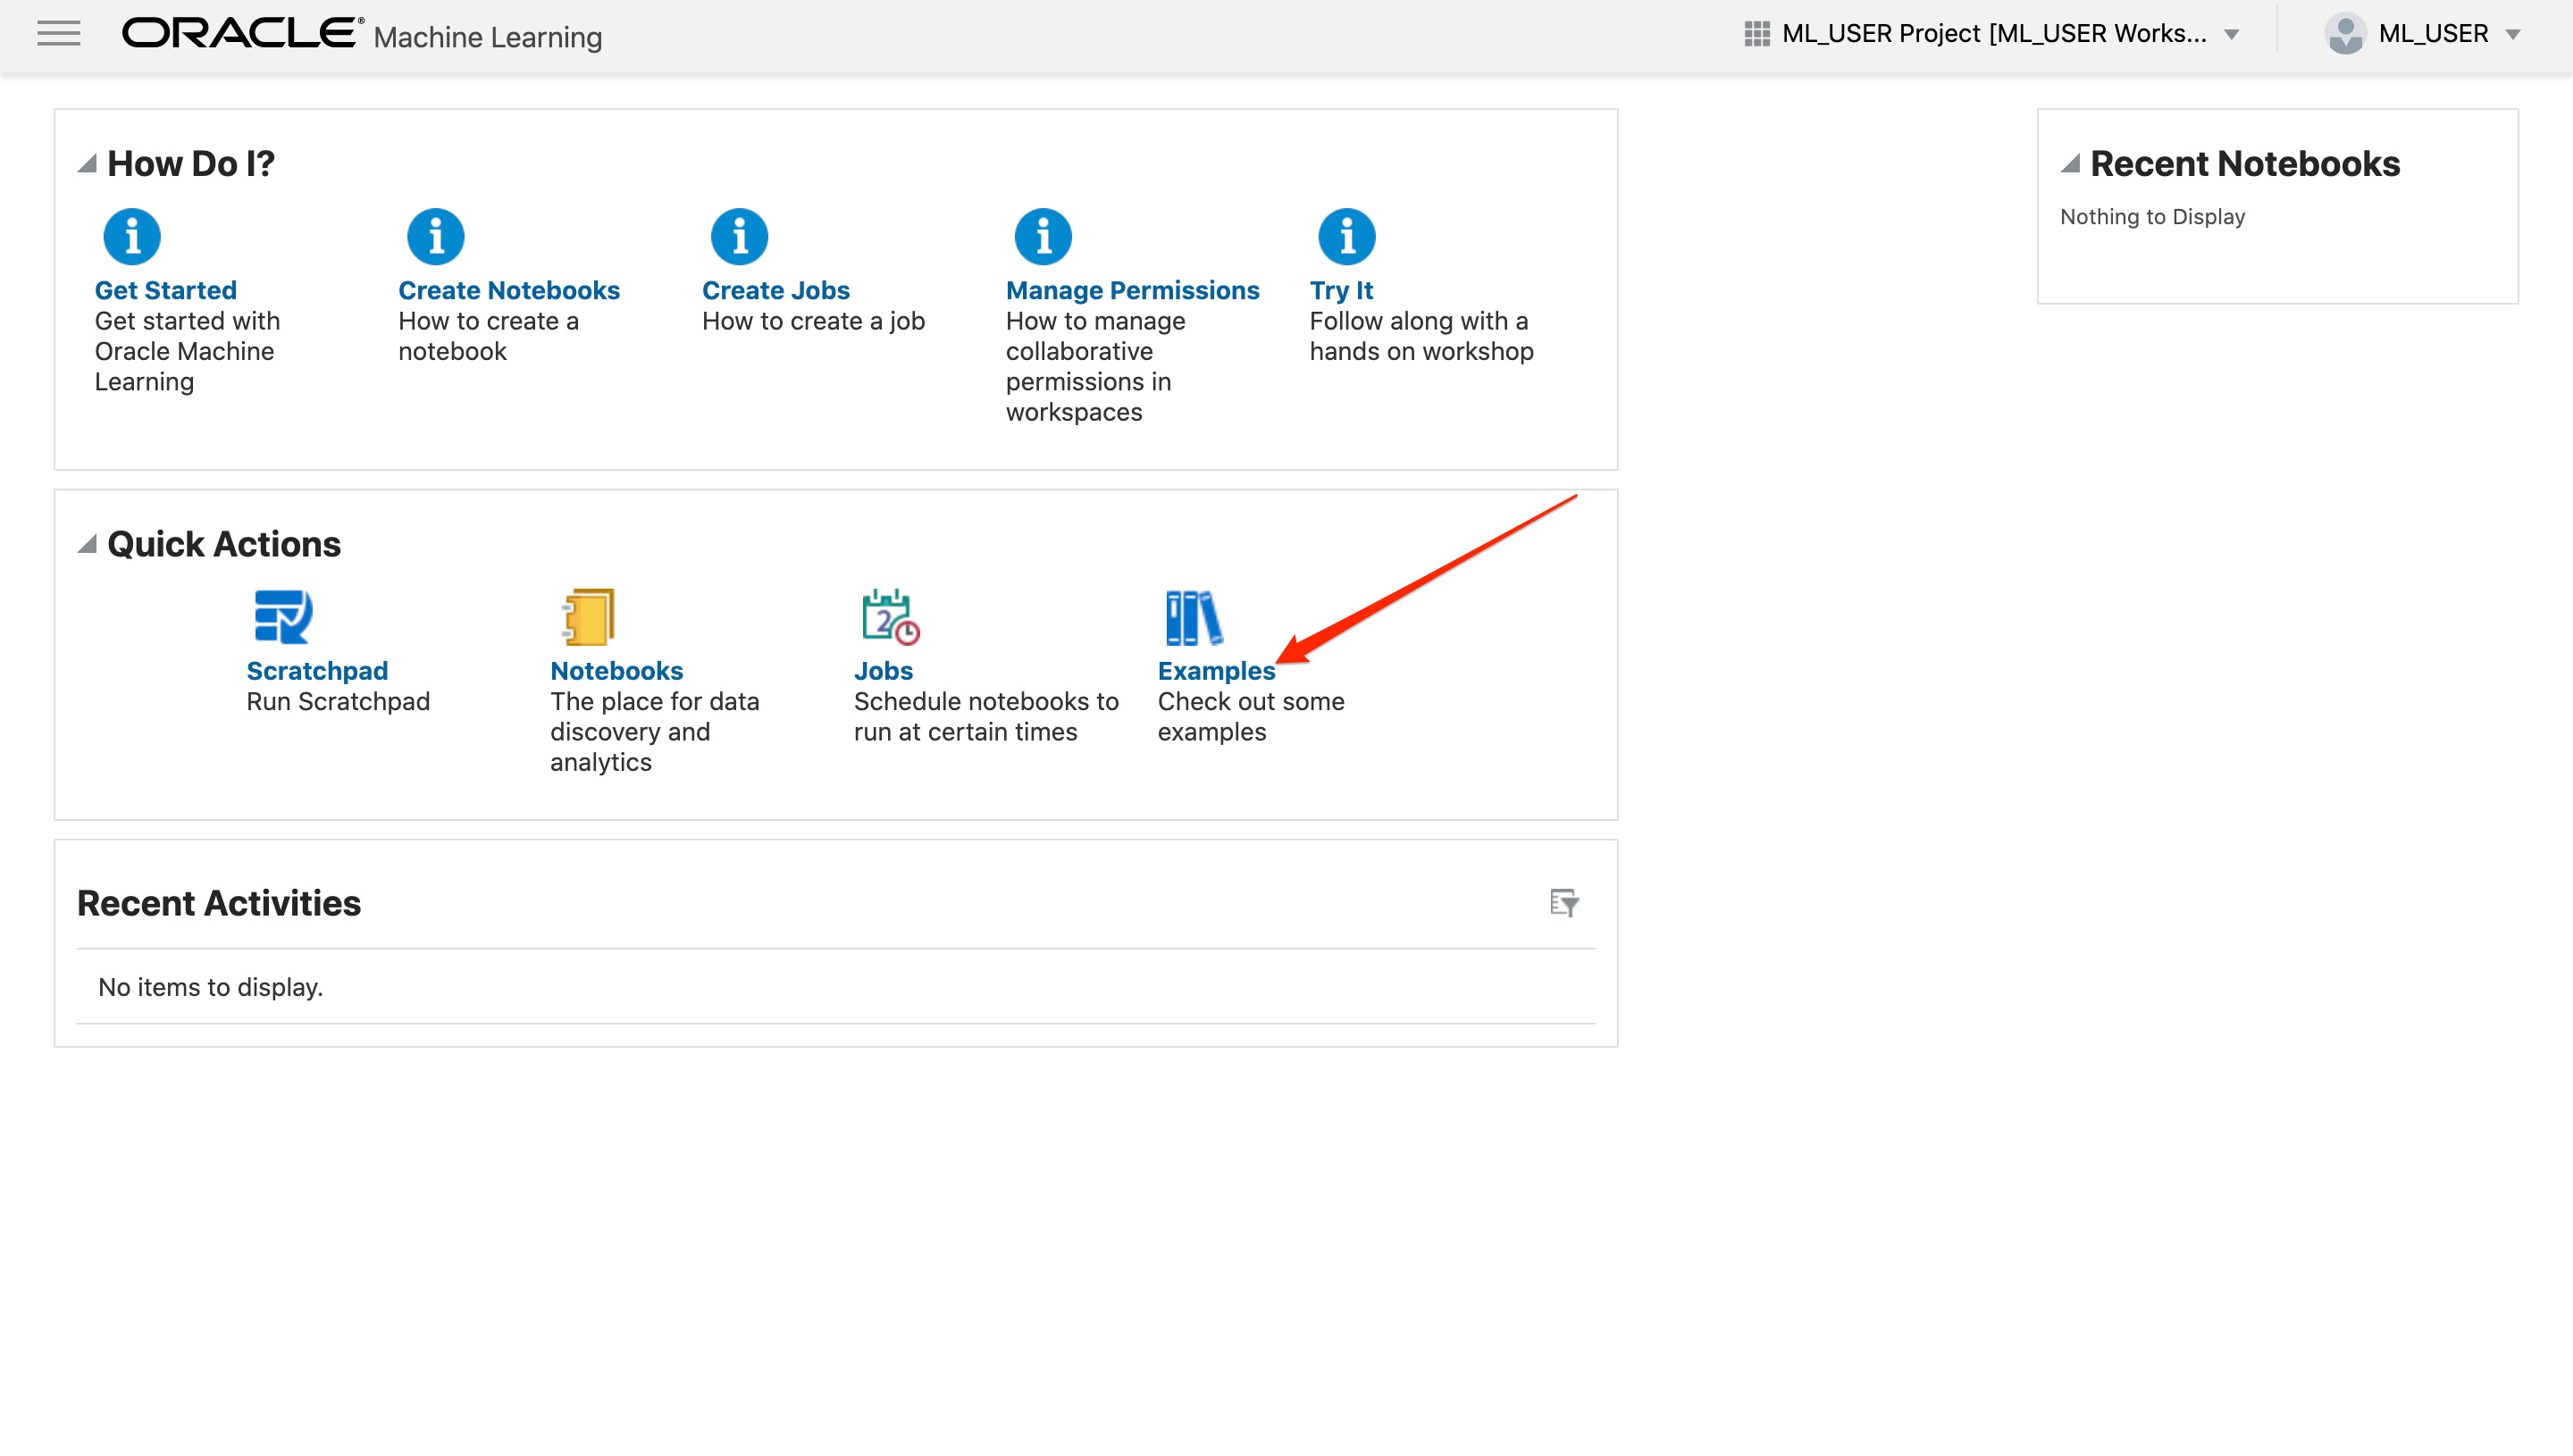 ORACLE® Machine Learning
ML_USER Project [ML_USER Works...
ML_USER
How Do I?
Get Started
Get started with
Oracle Machine
Learning
Create Notebooks
How to create a
notebook
Create Jobs
How to create a job
Manage Permissions
How to manage
collaborative
permissions in
workspaces
Try It
Follow along with a
hands on workshop
Recent Notebooks
Nothing to Display
Quick Actions
Scratchpad
Run Scratchpad
Notebooks
The place for data
discovery and
analytics
2
Jobs
Schedule notebooks to
run at certain times
Examples
Check out some
examples
Recent Activities
No items to display.